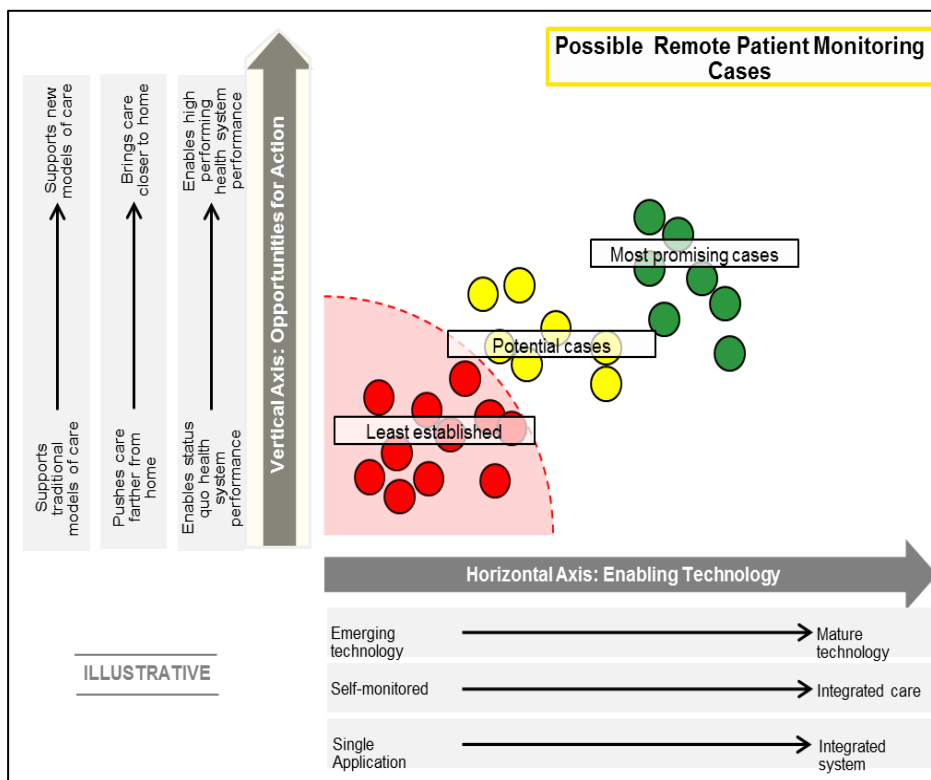 Possible Remote Patient Monitoring
Cases
Supports new
models of care
Brings care
closer to home
Enables high
performing
health system
performance
Supports
traditional
models of care
Pushes care
farther from
home
Enables status
quo health
system
performance
Vertical Axis: Opportunities for Action
Most promising cases
Potential cases
Least established
Horizontal Axis: Enabling Technology
Emerging
technology
Mature
technology
Self-monitored
Integrated care
Single
Application
Integrated
system
ILLUSTRATIVE